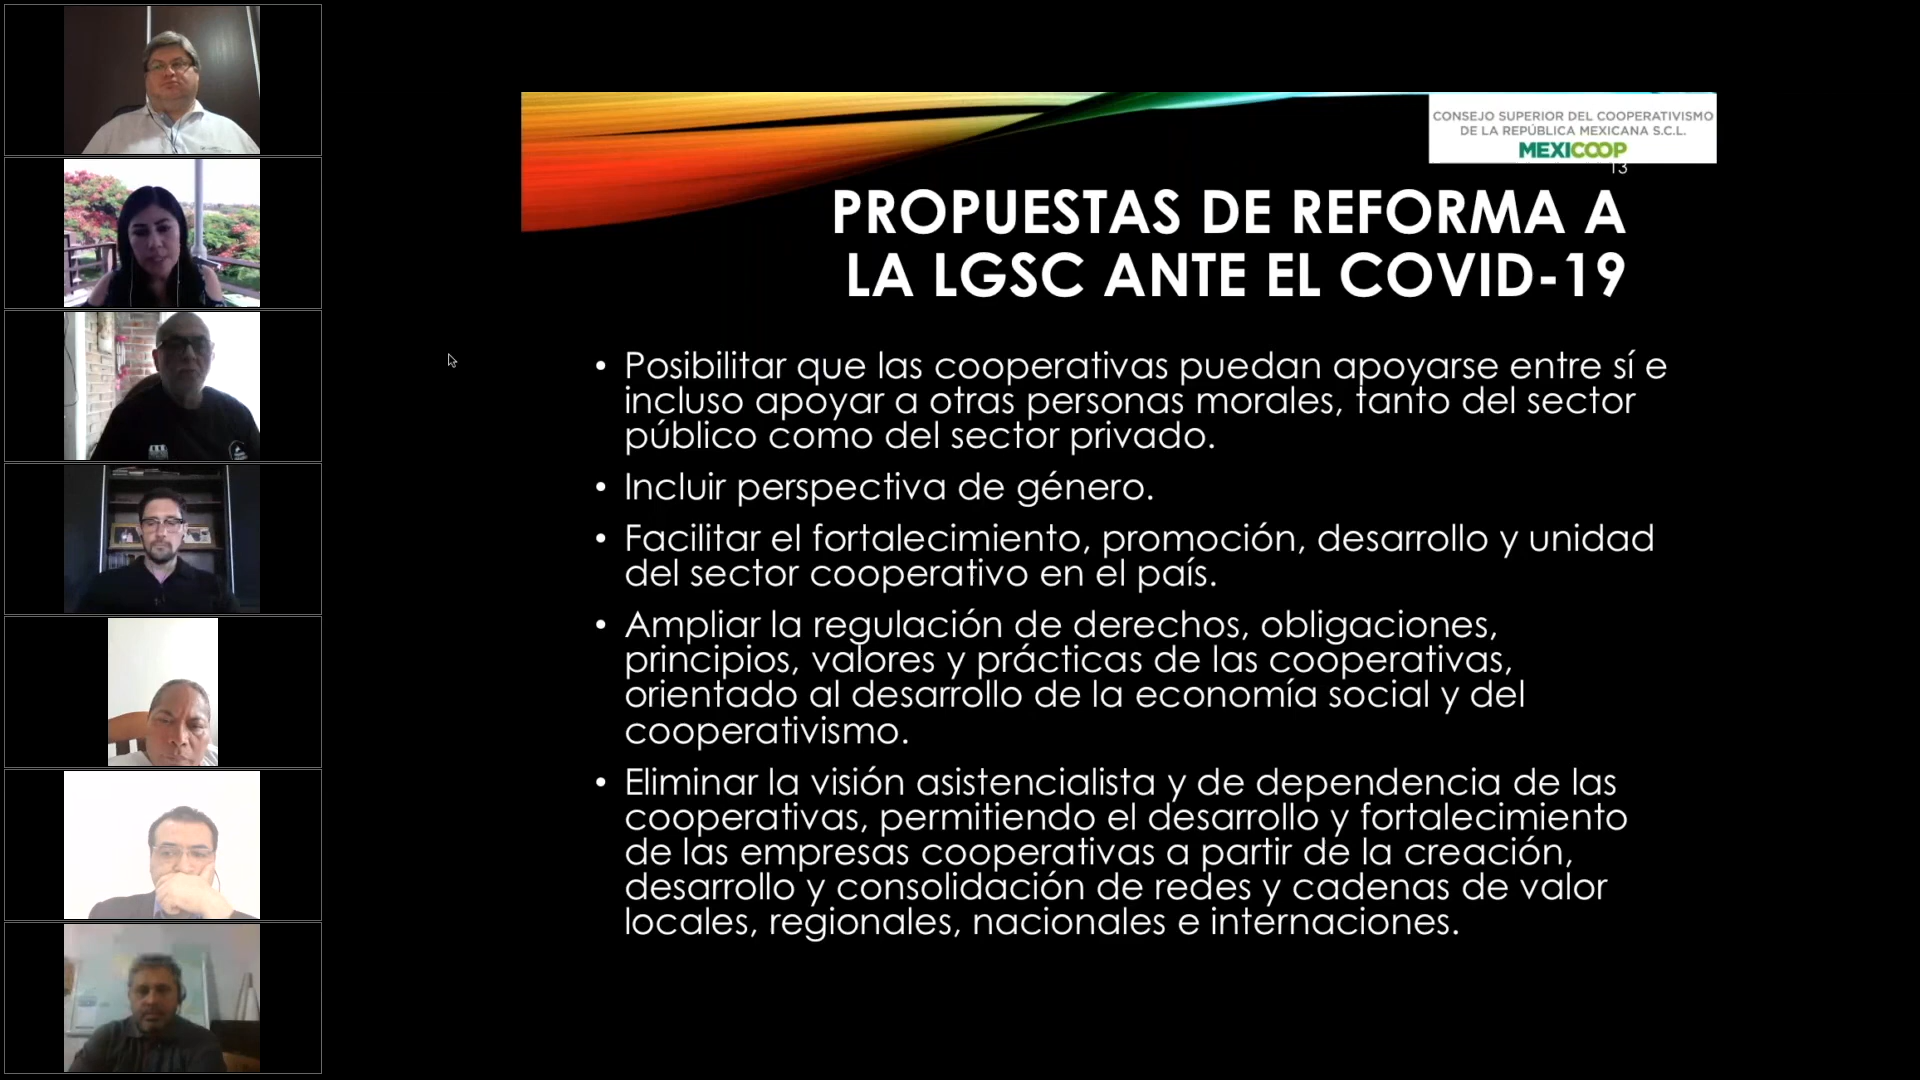 CONSEJO SUPERIOR DEL COOPERATIVISMO
DE LA REPÚBLICA MEXICANA S.C.L.
MEXICOOP
13
PROPUESTAS DE REFORMA A
LA LGSC ANTE EL COVID-19
• Posibilitar que las cooperativas puedan apoyarse entre sí e
incluso apoyar a otras personas morales, tanto del sector
público como del sector privado.
• Incluir perspectiva de género.
• Facilitar el fortalecimiento, promoción, desarrollo y unidad
del sector cooperativo en el país.
• Ampliar la regulación de derechos, obligaciones,
principios, valores y prácticas de las cooperativas,
orientado al desarrollo de la economía social y del
cooperativismo.
• Eliminar la visión asistencialista y de dependencia de las
cooperativas, permitiendo el desarrollo y fortalecimiento
de las empresas cooperativas a partir de la creación,
desarrollo y consolidación de redes y cadenas de valor
locales, regionales, nacionales e internaciones.